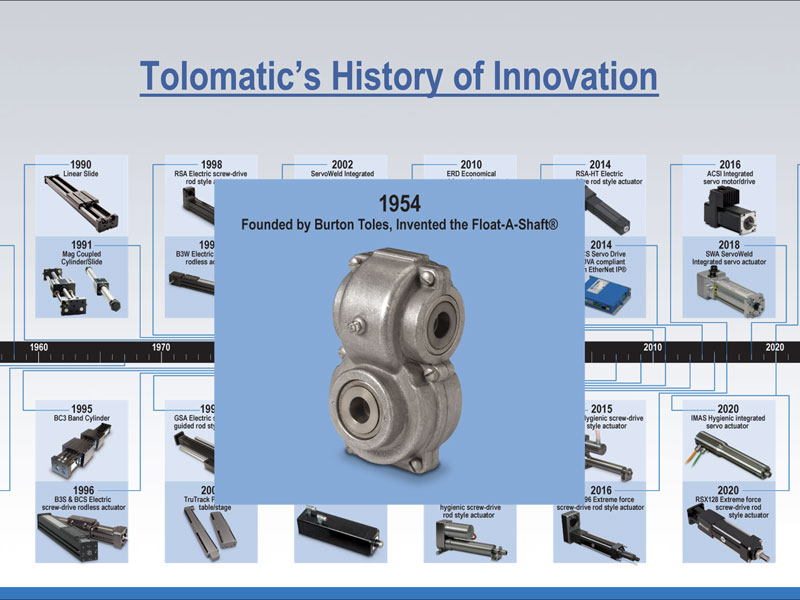 Tolomatic’s History of Innovation
1990
Linear Slide
1998
RSA Electric screw-drive
rod style
2002
ServoWeld Integrated
2010
ERD Economical
2014
RSA-HT Electric
rod style actuator
2016
ACSI Integrated
servo motor/drive
1954
Founded by Burton Toles, Invented the Float-A-Shaft®
1991
Mag Coupled
Cylinder/Slide
B3W Electric
rodless
2014
Servo Drive
compliant
EtherNet IP®
2018
SWA ServoWeld
Integrated servo actuator
1960
1970
2010
2020
1995
BC3 Band Cylinder
GSA Electric
guided rod
2015
hygienic screw-drive
style actuator
2020
IMAS Hygienic integrated
servo actuator
1996
B3S & BCS Electric
screw-drive rodless actuator
TruTrack
table/stage
hygienic screw-drive
rod style actuator
2016
Extreme force
screw-drive rod
style actuator
2020
RSX128 Extreme force
screw-drive rod
style actuator